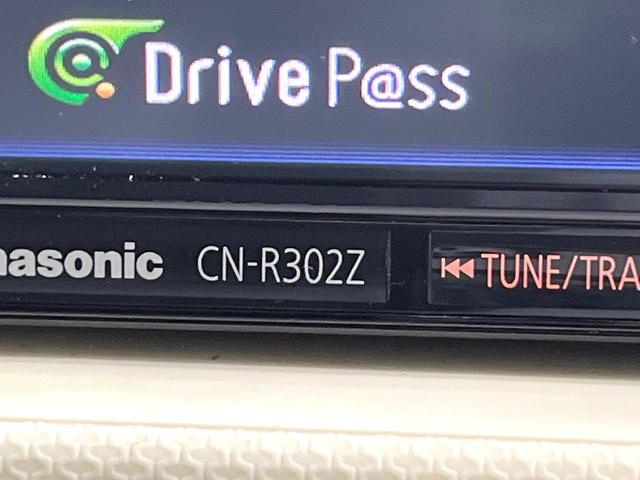 Drive P@ss
nasonic CN-R302Z ⏮TUNE/TRA